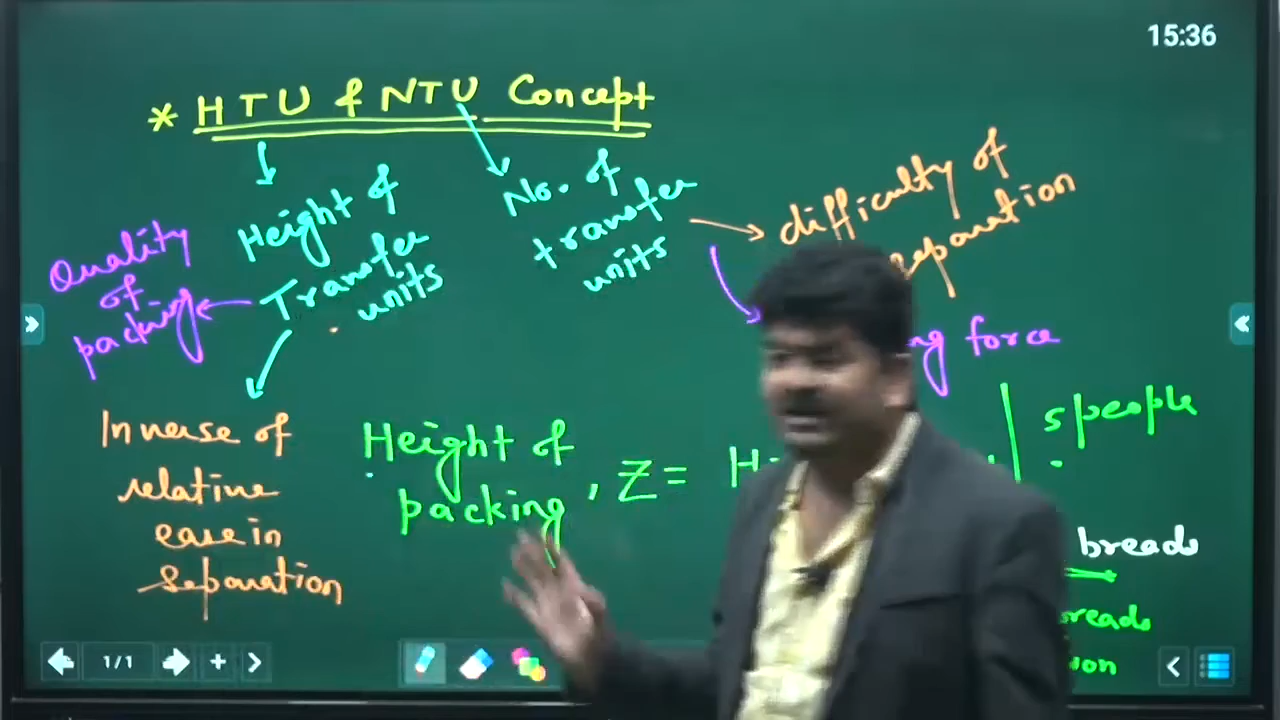 15:36
* HTU & NTU Concept
Height of
Transfer
units
No. of
transfer
units
difficulty of
separation
Quality
of
packing
force
Inverse of
relative
ease in
separation
Height of
packing, Z =
5 people
breads
1/1